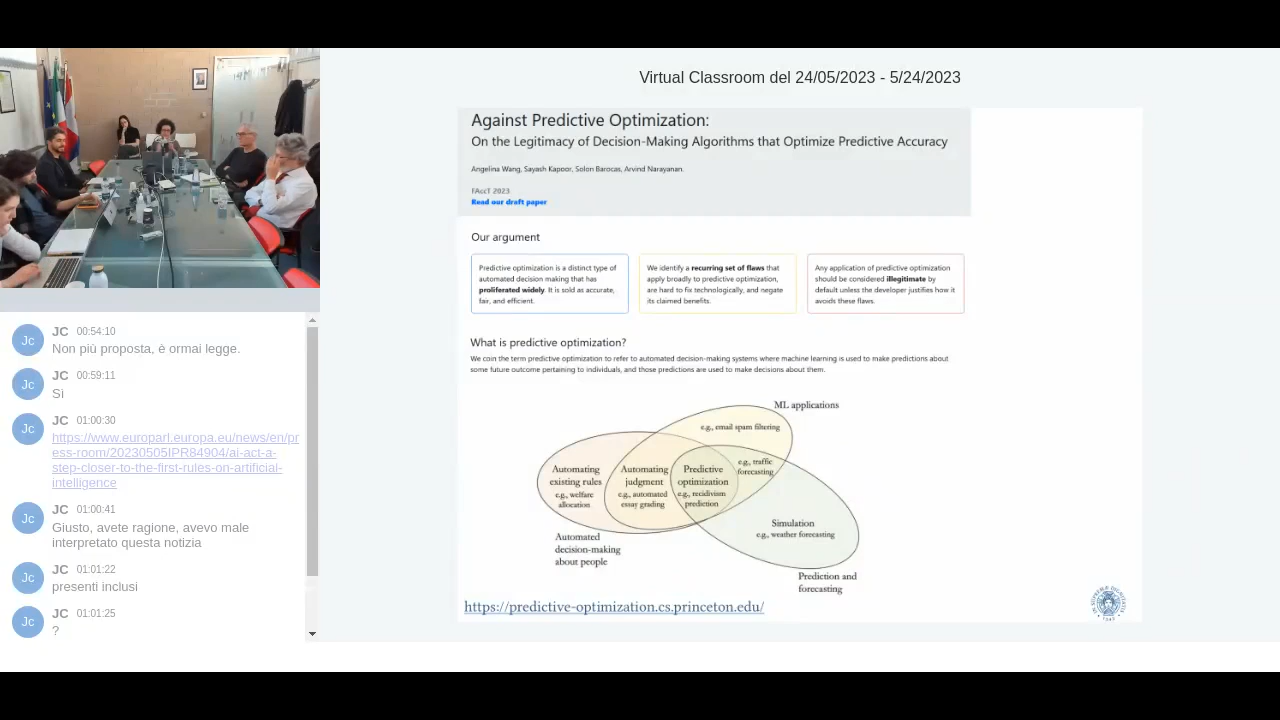 Virtual Classroom del 24/05/2023 - 5/24/2023
Against Predictive Optimization:
On the Legitimacy of Decision-Making Algorithms that Optimize Predictive Accuracy
Angelina Wang, Sayash Kapoor, Solon Barocas, Arvind Narayanan.
FAccT 2023
Read our draft paper
Our argument
Predictive optimization is a distinct type of
automated decision making that has
proliferated widely. It is sold as accurate,
fair, and efficient.
We identify a recurring set of flaws that
apply broadly to predictive optimization,
are hard to fix technologically, and negate
its claimed benefits.
Any application of predictive optimization
should be considered illegitimate by
default unless the developer justifies how it
avoids these flaws.
What is predictive optimization?
We coin the term predictive optimization to refer to automated decision-making systems where machine learning is used to make predictions about
some future outcome pertaining to individuals, and those predictions are used to make decisions about them.
ML applications
e.g., email spam filtering
Automating
existing rules
e.g., welfare
allocation
Automating
judgment
e.g., automated
essay grading
Predictive
optimization
e.g., recidivism
prediction
e.g., traffic
forecasting
Simulation
e.g., weather forecasting
Automated
decision-making
about people
Prediction and
forecasting
https://predictive-optimization.cs.princeton.edu/
Jc
JC 00:54:10
Non più proposta, è ormai legge.
Jc
JC 00:59:11
Sì
Jc
JC 01:00:30
https://www.europarl.europa.eu/news/en/pr
ess-room/20230505IPR84904/ai-act-a-
step-closer-to-the-first-rules-on-artificial-
intelligence
Jc
JC 01:00:41
Giusto, avete ragione, avevo male
interpretato questa notizia
Jc
JC 01:01:22
presenti inclusi
Jc
JC 01:01:25
?